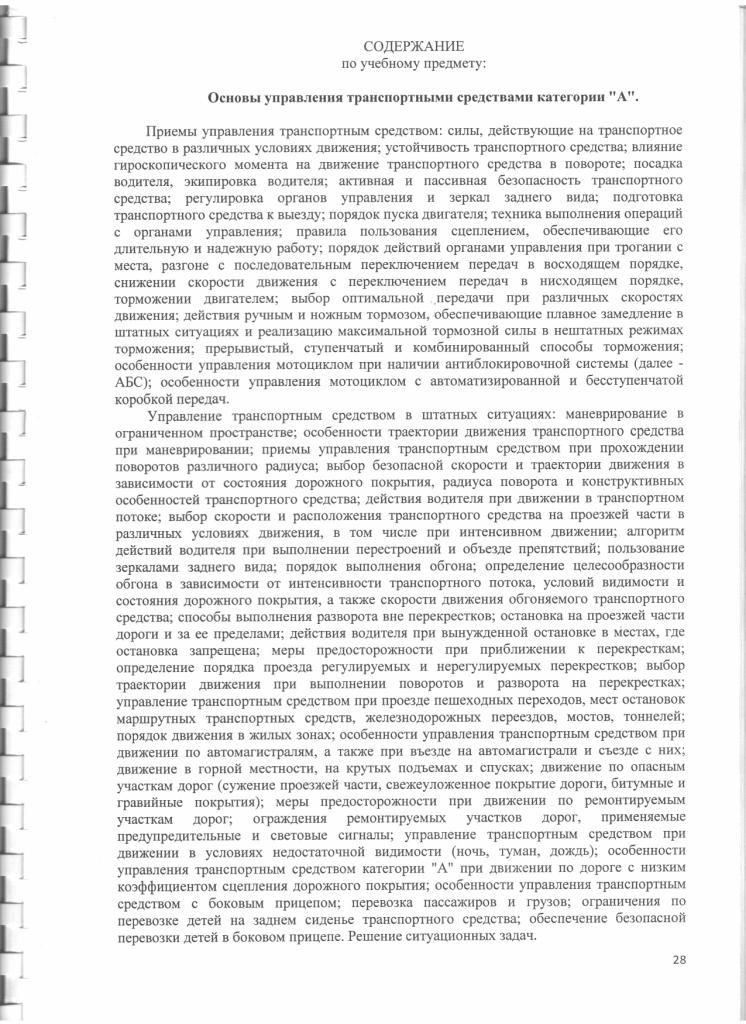 СОДЕРЖАНИЕ
по учебному предмету:
Основы управления транспортными средствами категории "А".
Приемы управления транспортным средством: силы, действующие на транспортное
средство в различных условиях движения; устойчивость транспортного средства; влияние
гироскопического момента на движение транспортного средства в повороте; посадка
водителя, экипировка водителя; активная и пассивная безопасность транспортного
средства; регулировка органов управления и зеркал заднего вида; подготовка
транспортного средства к выезду; порядок пуска двигателя; техника выполнения операций
с органами управления; правила пользования сцеплением, обеспечивающие его
длительную и надежную работу; порядок действий органами управления при трогании с
места, разгоне с последовательным переключением передач в восходящем порядке,
снижении скорости движения с переключением передач в нисходящем порядке,
торможении двигателем; выбор оптимальной передачи при различных скоростях
движения; действия ручным и ножным тормозом, обеспечивающие плавное замедление в
штатных ситуациях и реализацию максимальной тормозной силы в нештатных режимах
торможения; прерывистый, ступенчатый и комбинированный способы торможения;
особенности управления мотоциклом при наличии антиблокировочной системы (далее -
АБС); особенности управления мотоциклом с автоматизированной и бесступенчатой
коробкой передач.
Управление транспортным средством в штатных ситуациях: маневрирование в
ограниченном пространстве; особенности траектории движения транспортного средства
при маневрировании; приемы управления транспортным средством при прохождении
поворотов различного радиуса; выбор безопасной скорости и траектории движения в
зависимости от состояния дорожного покрытия, радиуса поворота и конструктивных
особенностей транспортного средства; действия водителя при движении в транспортном
потоке; выбор скорости и расположения транспортного средства на проезжей части в
различных условиях движения, в том числе при интенсивном движении; алгоритм
действий водителя при выполнении перестроений и объезде препятствий; пользование
зеркалами заднего вида; порядок выполнения обгона; определение целесообразности
обгона в зависимости от интенсивности транспортного потока, условий видимости и
состояния дорожного покрытия, а также скорости движения обгоняемого транспортного
средства; способы выполнения разворота вне перекрестков; остановка на проезжей части
дороги и за ее пределами; действия водителя при вынужденной остановке в местах, где
остановка запрещена; меры предосторожности при приближении к перекресткам;
определение порядка проезда регулируемых и нерегулируемых перекрестков; выбор
траектории движения при выполнении поворотов и разворота на перекрестках;
управление транспортным средством при проезде пешеходных переходов, мест остановок
маршрутных транспортных средств, железнодорожных переездов, мостов, тоннелей;
порядок движения в жилых зонах; особенности управления транспортным средством при
движении по автомагистралям, а также при въезде на автомагистрали и съезде с них;
движение в горной местности, на крутых подъемах и спусках; движение по опасным
участкам дорог (сужение проезжей части, свежеуложенное покрытие дороги, битумные и
гравийные покрытия); меры предосторожности при движении по ремонтируемым
участкам дорог; ограждения ремонтируемых участков дорог, применяемые
предупредительные и световые сигналы; управление транспортным средством при
движении в условиях недостаточной видимости (ночь, туман, дождь); особенности
управления транспортным средством категории "А" при движении по дороге с низким
коэффициентом сцепления дорожного покрытия; особенности управления транспортным
средством с боковым прицепом; перевозка пассажиров и грузов; ограничения по
перевозке детей на заднем сиденье транспортного средства; обеспечение безопасной
перевозки детей в боковом прицепе. Решение ситуационных задач.
28